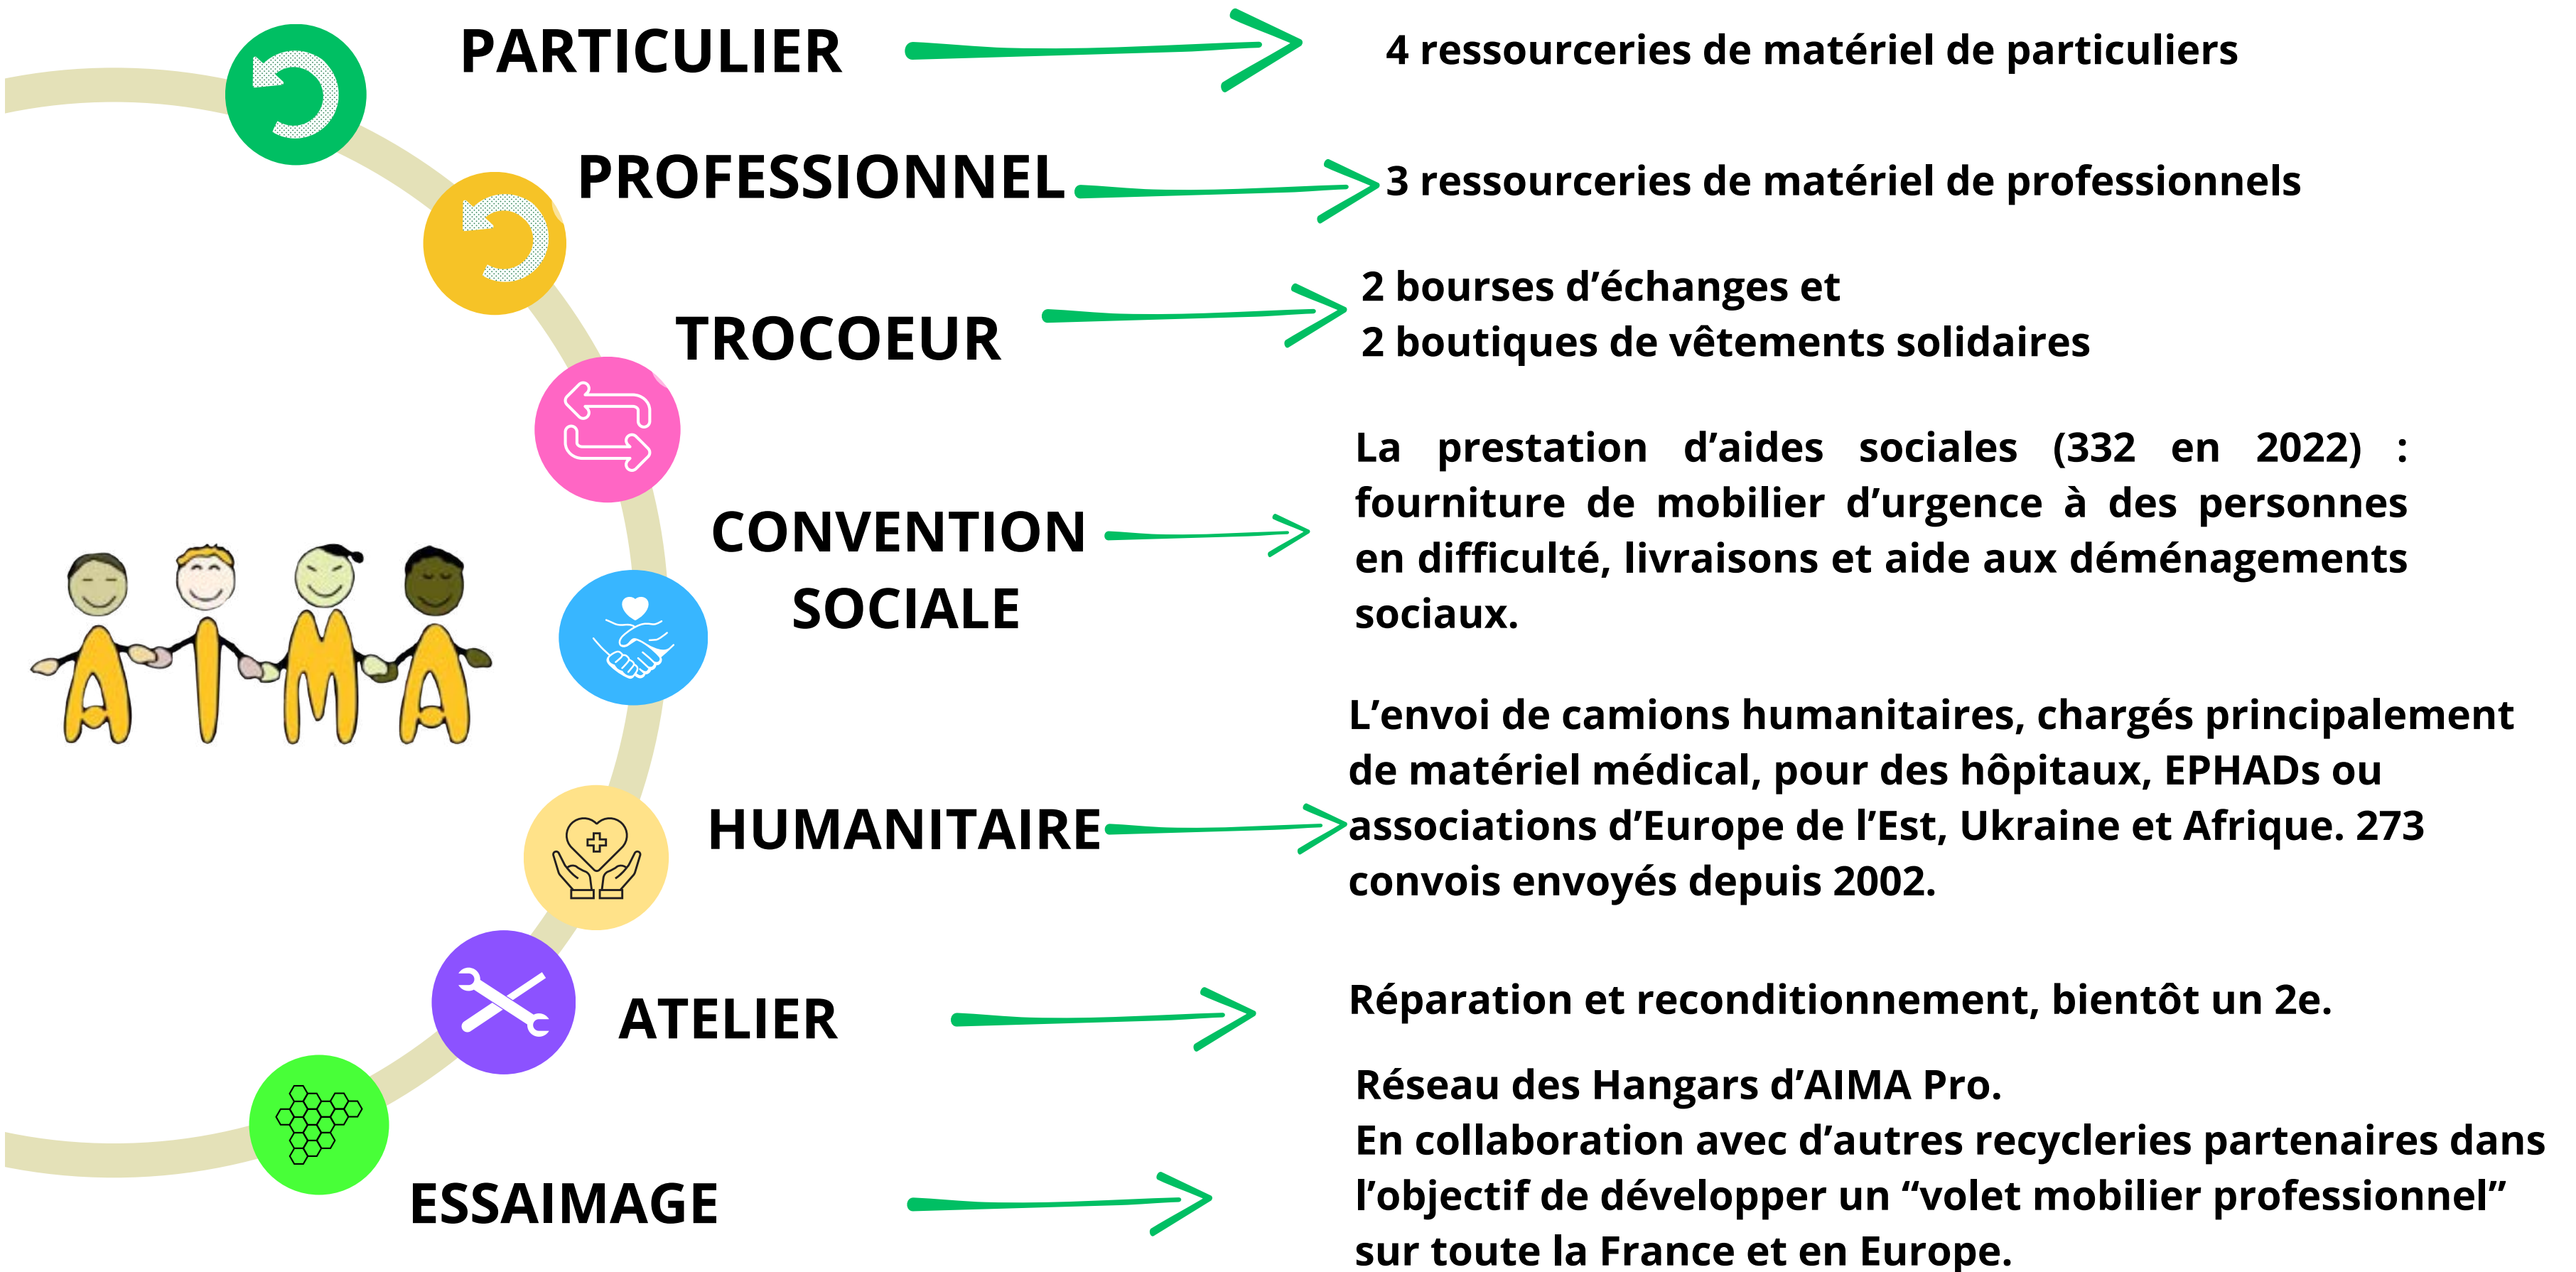 PARTICULIER
4 ressourceries de matériel de particuliers
PROFESSIONNEL
3 ressourceries de matériel de professionnels
TROCOEUR
2 bourses d’échanges et
2 boutiques de vêtements solidaires
CONVENTION
SOCIALE
La prestation d’aides sociales (332 en 2022) :
fourniture de mobilier d’urgence à des personnes
en difficulté, livraisons et aide aux déménagements
sociaux.
AIMA
HUMANITAIRE
L’envoi de camions humanitaires, chargés principalement
de matériel médical, pour des hôpitaux, EPHADs ou
associations d’Europe de l’Est, Ukraine et Afrique. 273
convois envoyés depuis 2002.
ATELIER
Réparation et reconditionnement, bientôt un 2e.
ESSAIMAGE
Réseau des Hangars d’AIMA Pro.
En collaboration avec d’autres recycleries partenaires dans
l’objectif de développer un “volet mobilier professionnel”
sur toute la France et en Europe.